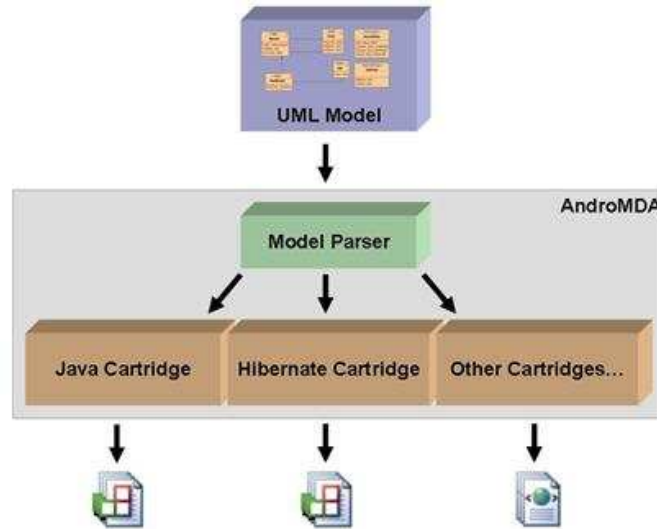 UML Model
AndroMDA
Model Parser
Java Cartridge
Hibernate Cartridge
Other Cartridges...